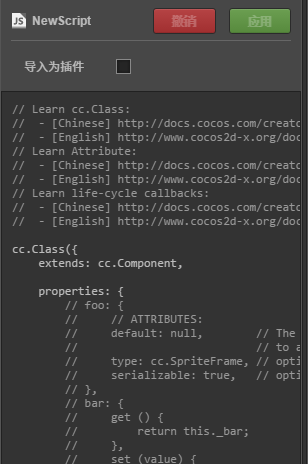 JS NewScript 撤销 应用
导入为插件
// Learn cc.Class:
//  - [Chinese] http://docs.cocos.com/creato
//  - [English] http://www.cocos2d-x.org/doc
// Learn Attribute:
//  - [Chinese] http://docs.cocos.com/creato
//  - [English] http://www.cocos2d-x.org/doc
// Learn life-cycle callbacks:
//  - [Chinese] http://docs.cocos.com/creato
//  - [English] http://www.cocos2d-x.org/doc
cc.Class({
    extends: cc.Component,
    properties: {
        // foo: {
        //     // ATTRIBUTES:
        //     default: null,        // The
        //                           // to a
        //     type: cc.SpriteFrame, // opti
        //     serializable: true,   // opti
        // },
        // bar: {
        //     get () {
        //         return this._bar;
        //     },
        //     set (value) {